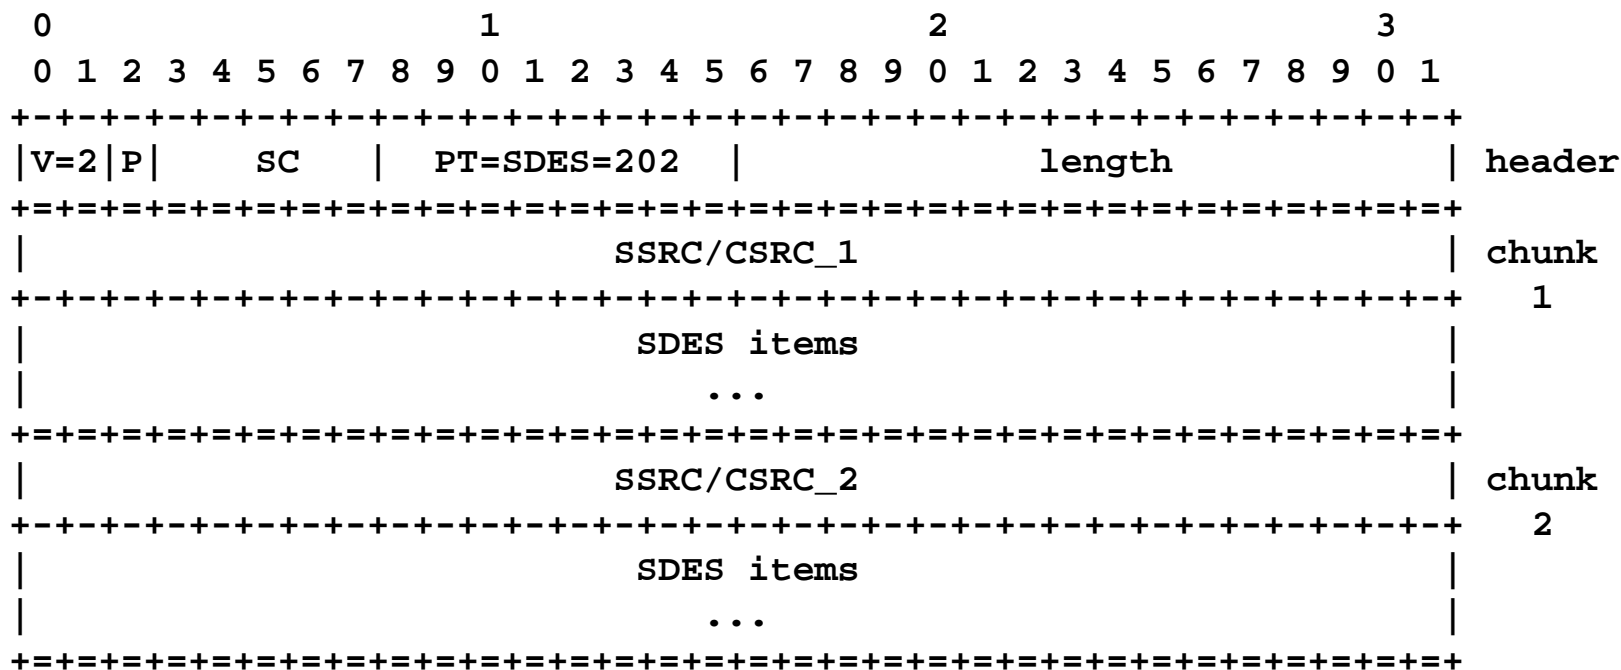 0                   1                   2                   3
 0 1 2 3 4 5 6 7 8 9 0 1 2 3 4 5 6 7 8 9 0 1 2 3 4 5 6 7 8 9 0 1
+-+-+-+-+-+-+-+-+-+-+-+-+-+-+-+-+-+-+-+-+-+-+-+-+-+-+-+-+-+-+-+-+
|V=2|P|    SC   |  PT=SDES=202  |             length            | header
+=+=+=+=+=+=+=+=+=+=+=+=+=+=+=+=+=+=+=+=+=+=+=+=+=+=+=+=+=+=+=+=+
|                          SSRC/CSRC_1                          | chunk
+-+-+-+-+-+-+-+-+-+-+-+-+-+-+-+-+-+-+-+-+-+-+-+-+-+-+-+-+-+-+-+-+   1
|                           SDES items                          |
|                              ...                              |
+=+=+=+=+=+=+=+=+=+=+=+=+=+=+=+=+=+=+=+=+=+=+=+=+=+=+=+=+=+=+=+=+
|                          SSRC/CSRC_2                          | chunk
+-+-+-+-+-+-+-+-+-+-+-+-+-+-+-+-+-+-+-+-+-+-+-+-+-+-+-+-+-+-+-+-+   2
|                           SDES items                          |
|                              ...                              |
+=+=+=+=+=+=+=+=+=+=+=+=+=+=+=+=+=+=+=+=+=+=+=+=+=+=+=+=+=+=+=+=+